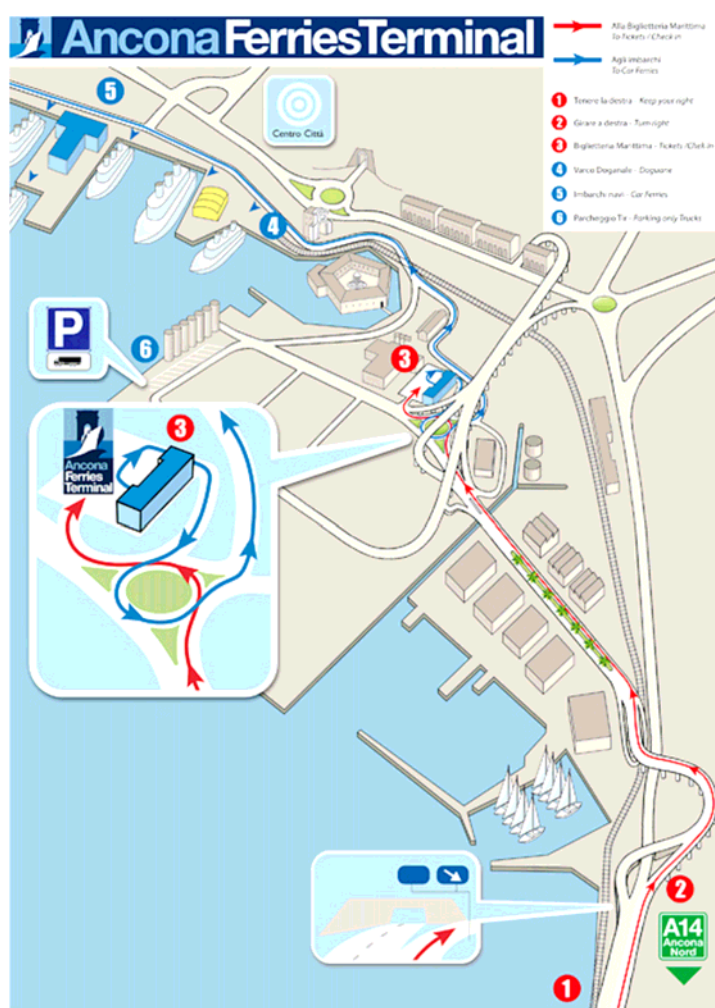 Ancona Ferries Terminal
Alla Biglietteria Marittima
To Tickets / Check in
Agli imbarchi
To Car Ferries
1 Tenere la destra - Keep your right
2 Girare a destra - Turn right
3 Biglietteria Marittima - Tickets /Chek in
4 Varco Doganale - Doguane
5 Imbarchi navi - Car Ferries
6 Parcheggio Tir - Parking only Trucks
5
Centro Città
4
P
6
3
3
Ancona
Ferries
Terminal
2
A14
Ancona
Nord
1